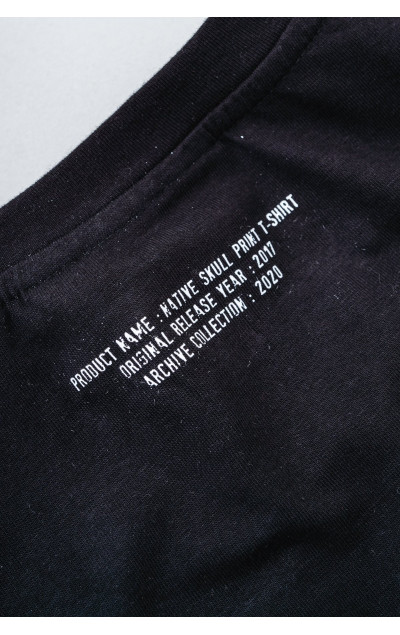 PRODUCT NAME : NATIVE SKULL PRINT T-SHIRT
ORIGINAL RELEASE YEAR : 2017
ARCHIVE COLLECTION : 2020